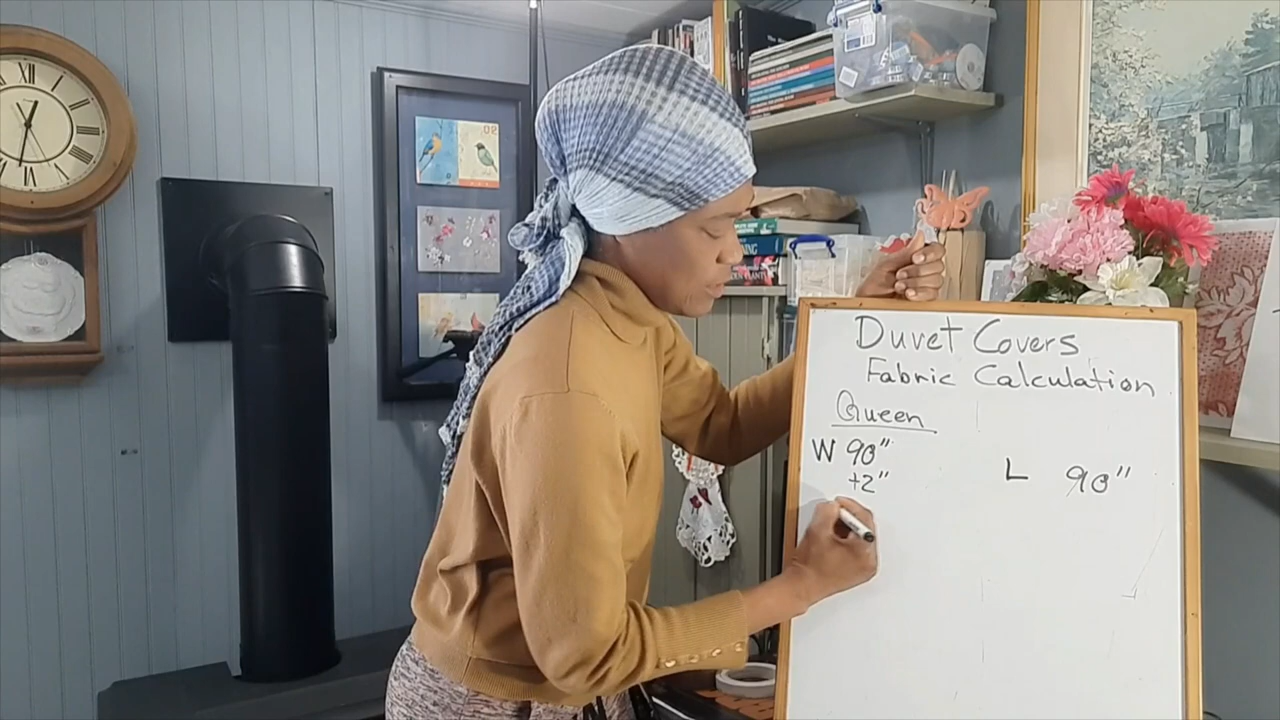 Duvet Covers
Fabric Calculation
Queen
W 90"
+2"
L 90"